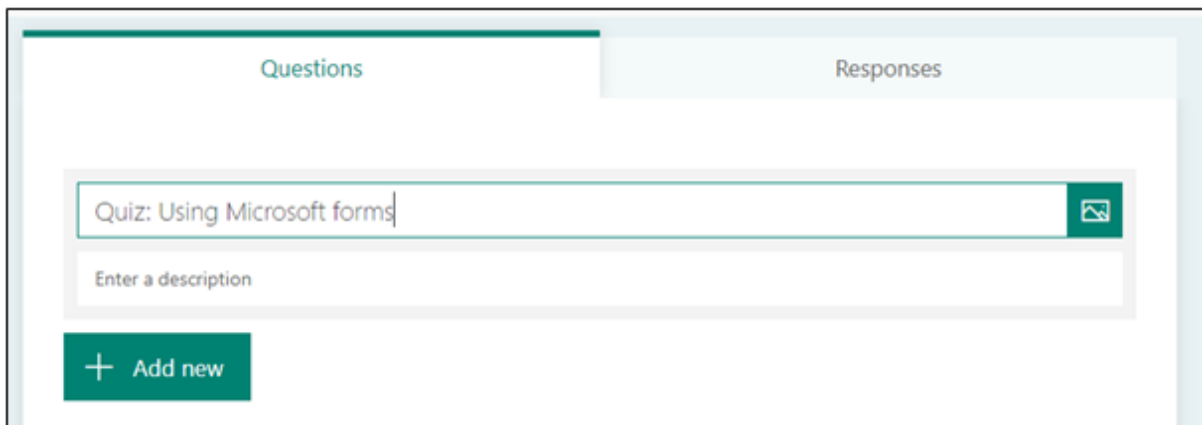 Questions
Responses
Quiz: Using Microsoft forms
Enter a description
Add new